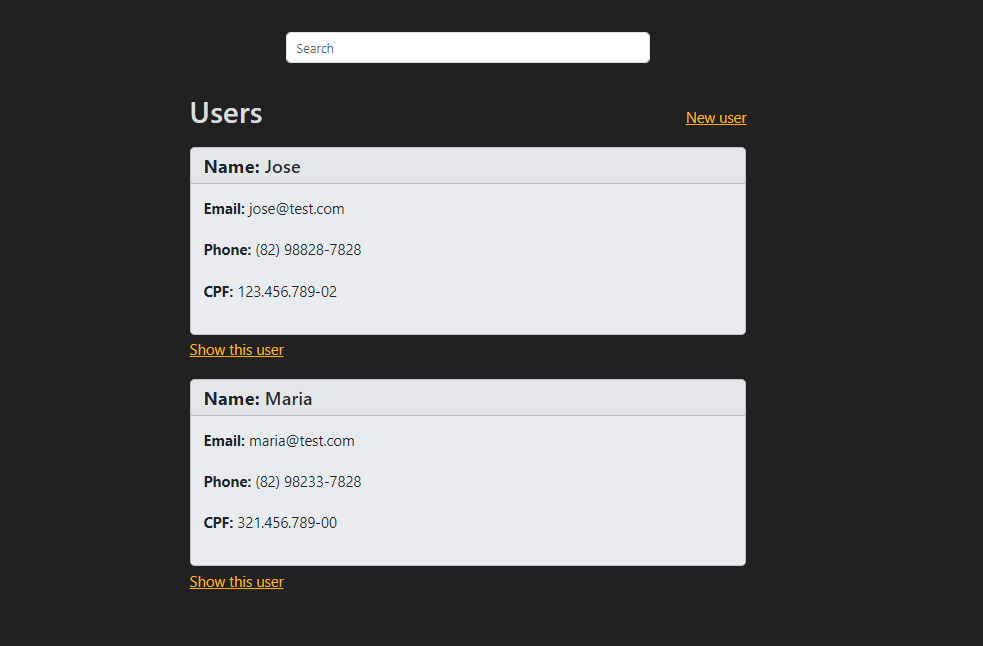 Search
Users
New user
Name: Jose
Email: jose@test.com
Phone: (82) 98828-7828
CPF: 123.456.789-02
Show this user
Name: Maria
Email: maria@test.com
Phone: (82) 98233-7828
CPF: 321.456.789-00
Show this user